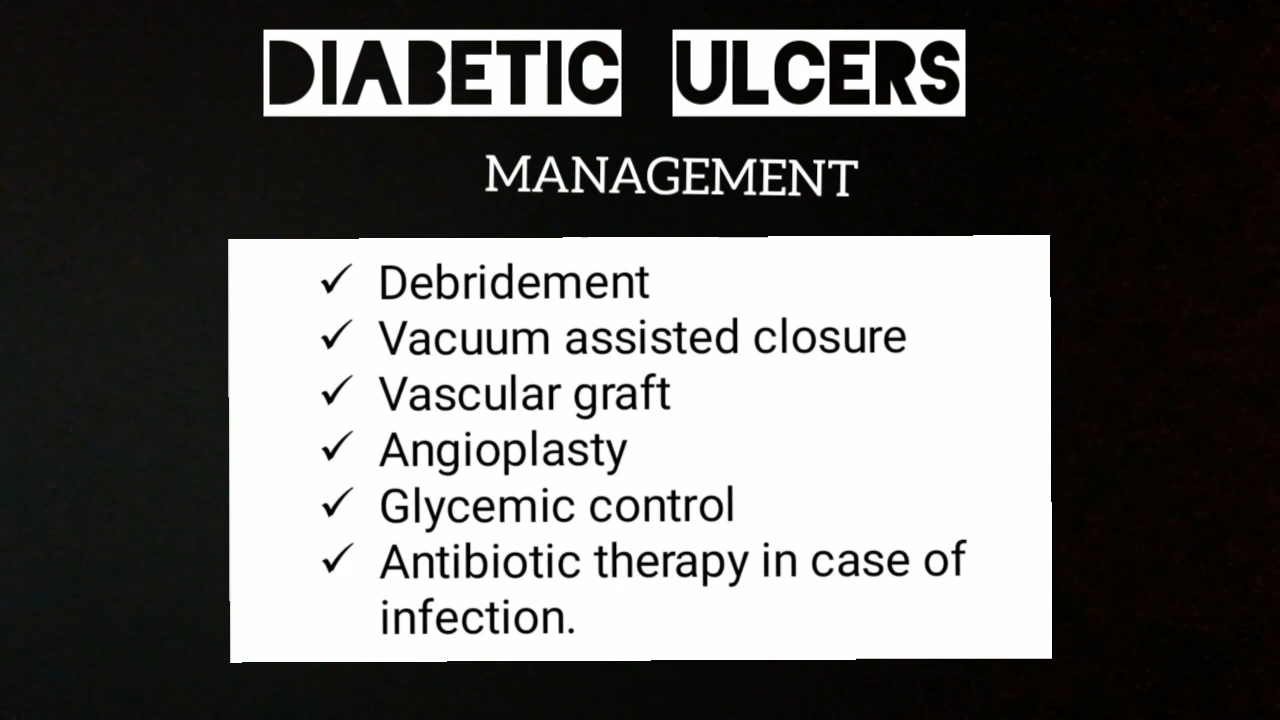 DIABETIC ULCERS
MANAGEMENT
✓ Debridement
✓ Vacuum assisted closure
✓ Vascular graft
✓ Angioplasty
✓ Glycemic control
✓ Antibiotic therapy in case of
infection.